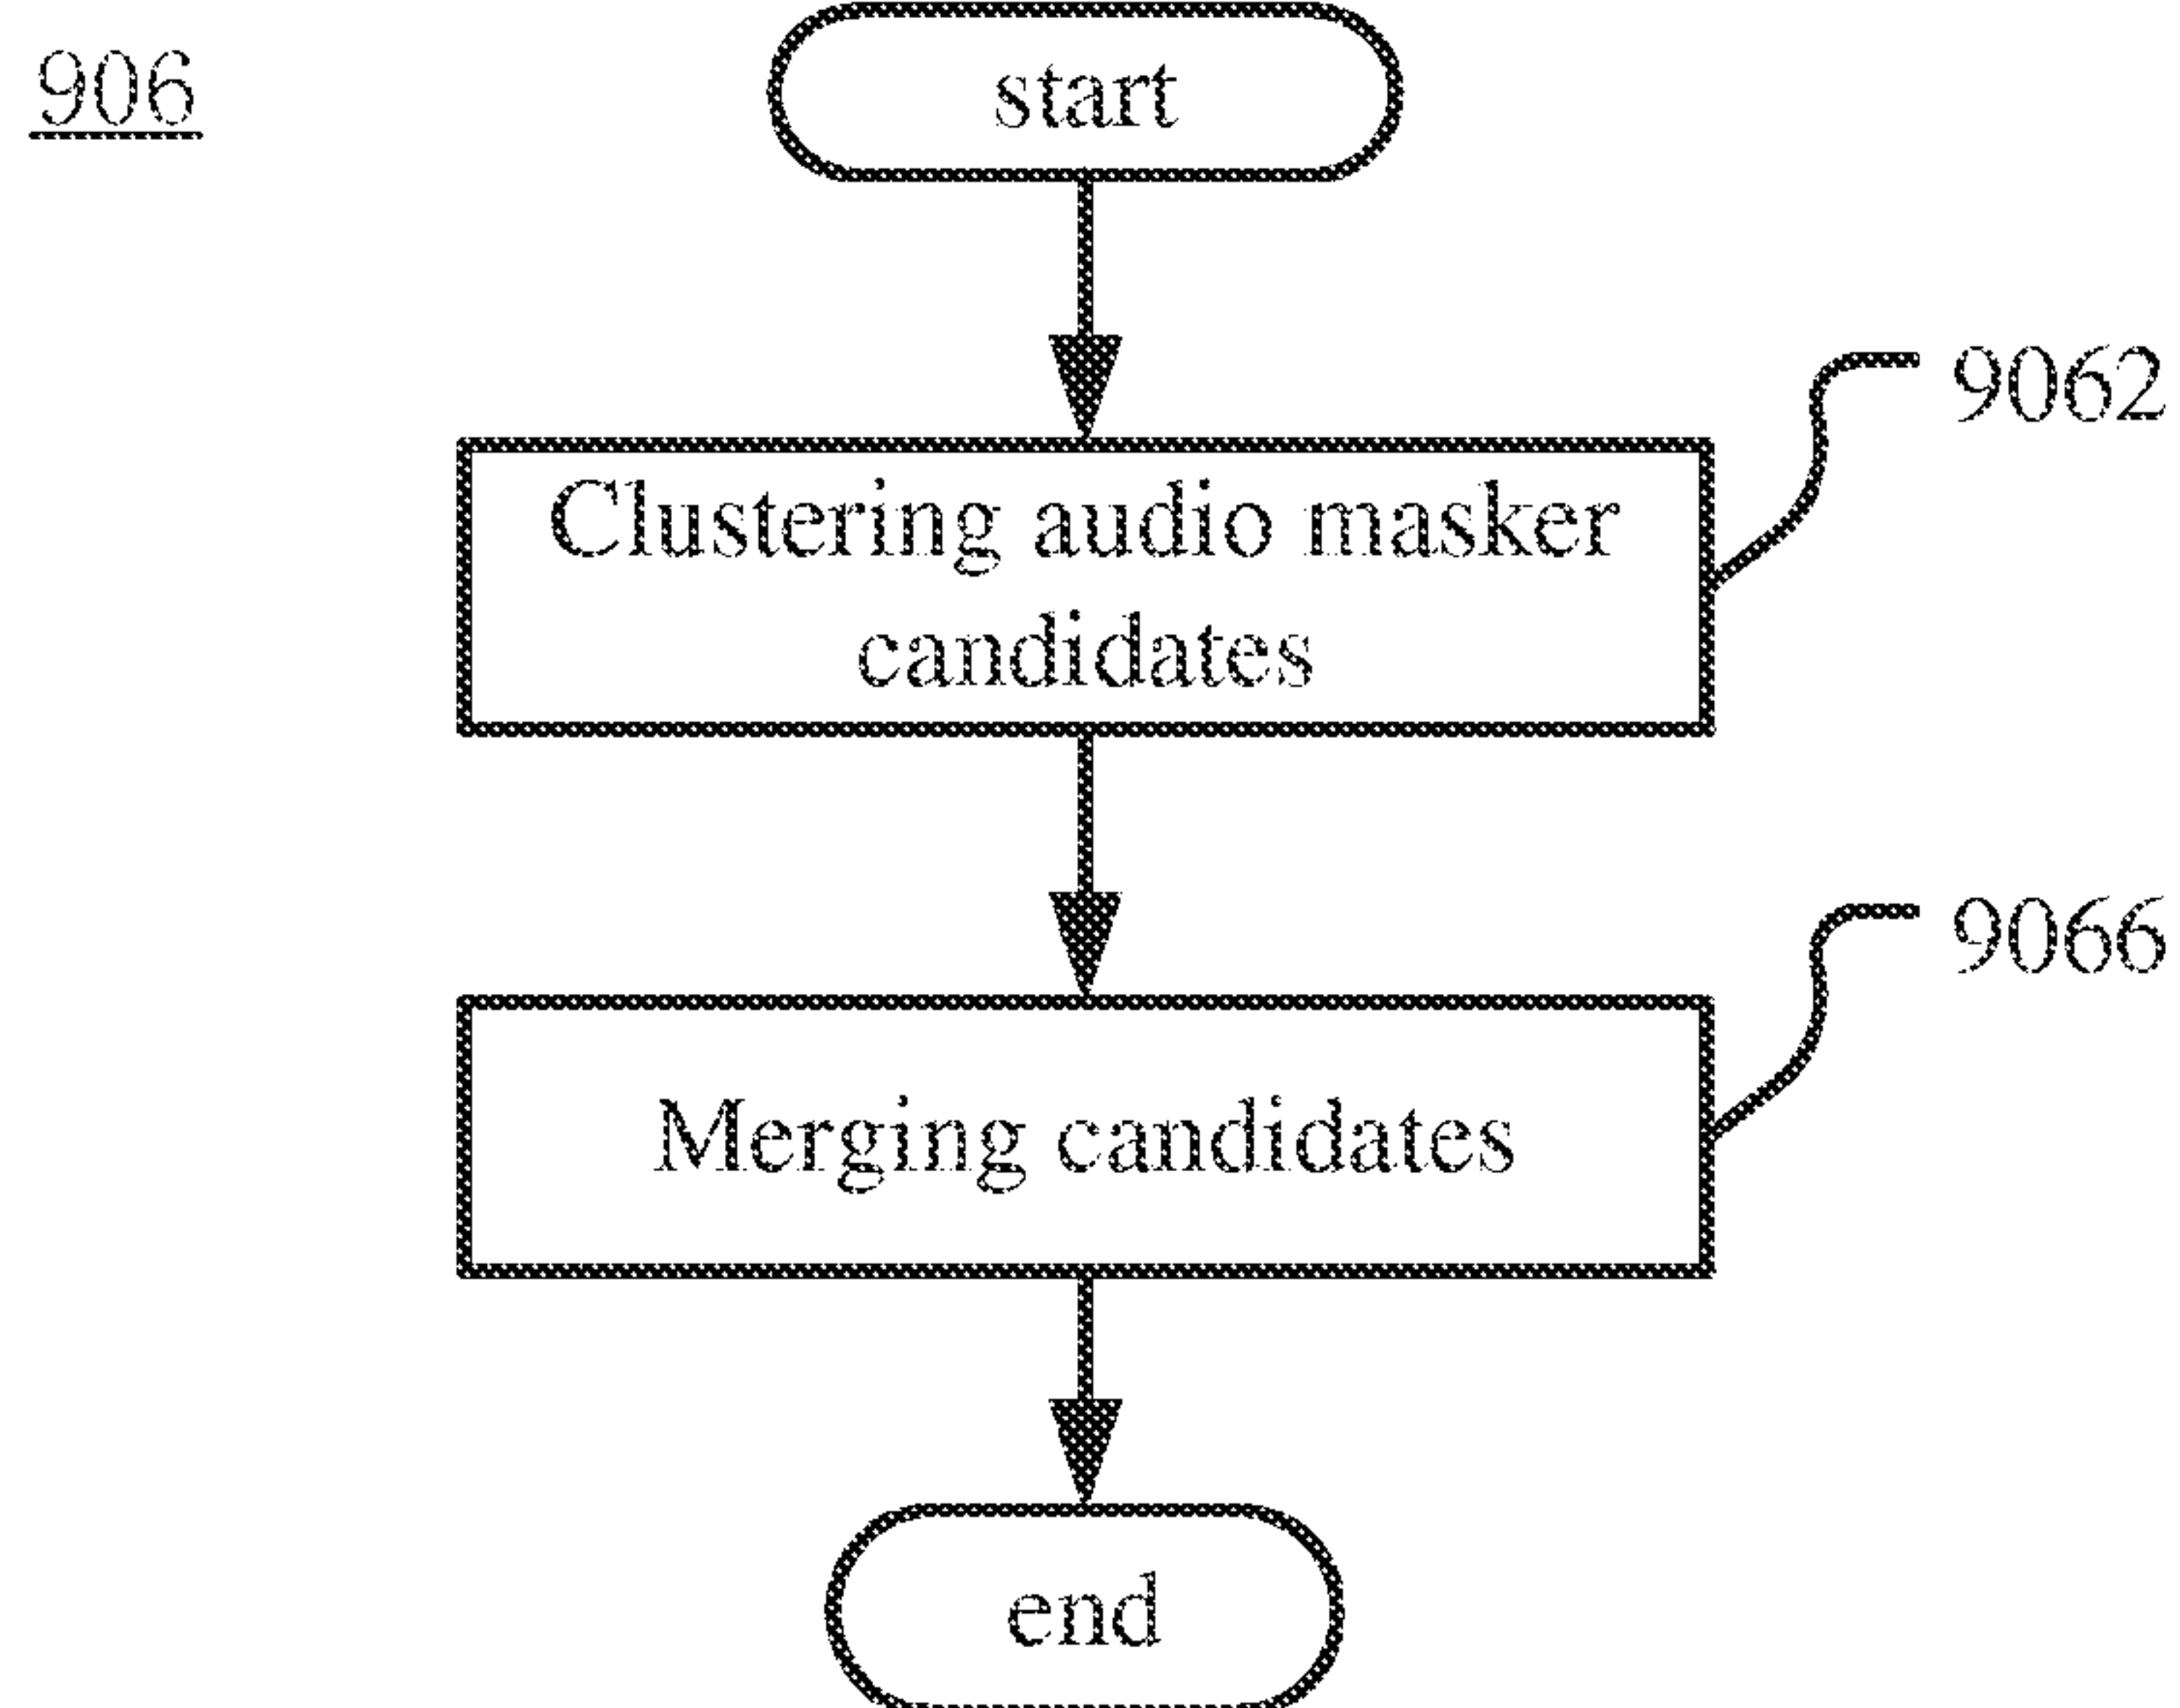 906
start
9062
Clustering audio masker
candidates
9066
Merging candidates
end